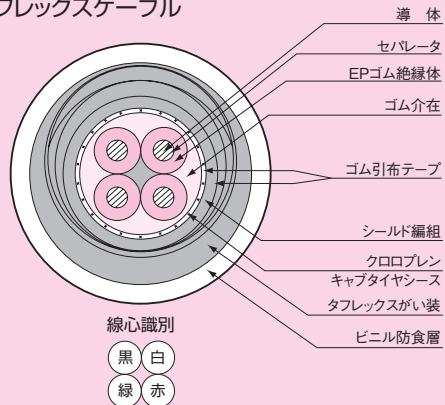 フレックスケーブル
導体
セパレータ
EPゴム絶縁体
ゴム介在
ゴム引布テープ
シールド編組
クロロプレン
キャブタイヤシース
タフレックスがい装
ビニル防食層
線心識別
黒 白
緑 赤